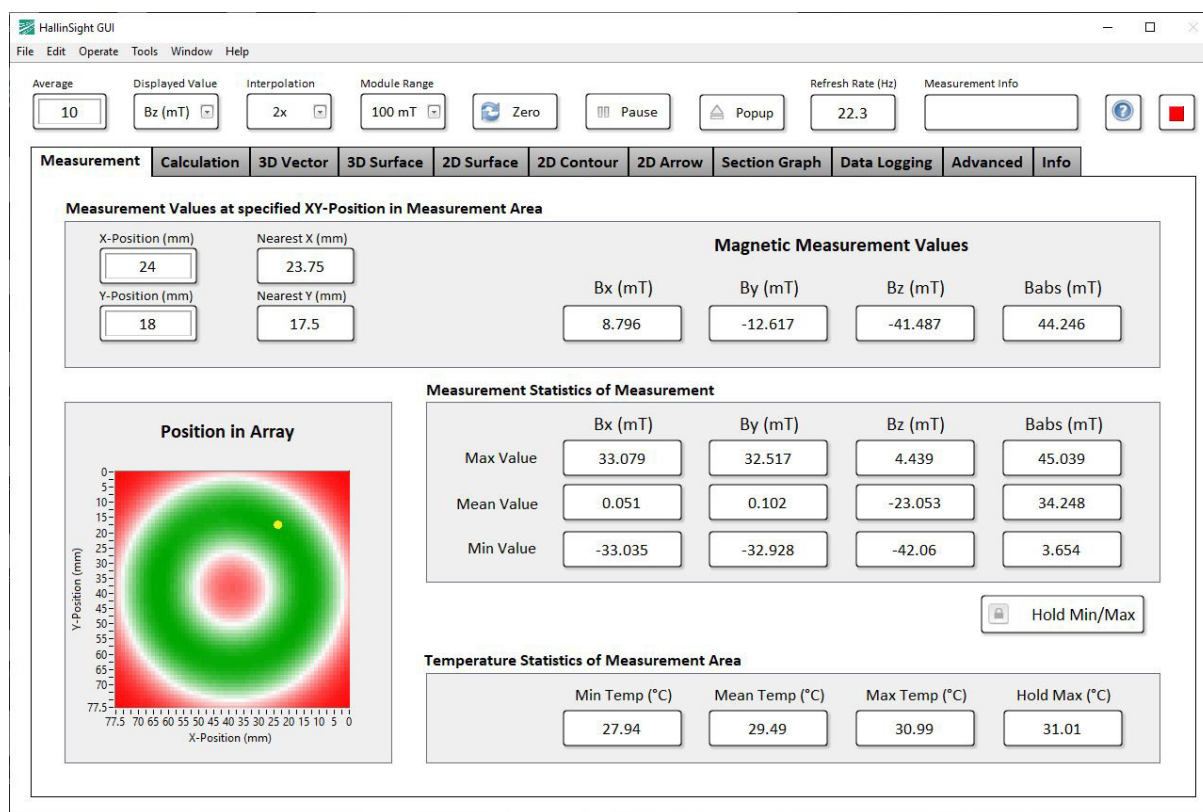 HallinSight GUI
File Edit Operate Tools Window Help
Average Displayed Value Interpolation Module Range Refresh Rate (Hz) Measurement Info
10 Bz (mT) 2x 100 mT Zero Pause Popup 22.3
Measurement Calculation 3D Vector 3D Surface 2D Surface 2D Contour 2D Arrow Section Graph Data Logging Advanced Info
Measurement Values at specified XY-Position in Measurement Area
X-Position (mm) Nearest X (mm)
24 23.75
Y-Position (mm) Nearest Y (mm)
18 17.5
Magnetic Measurement Values
Bx (mT) By (mT) Bz (mT) Babs (mT)
8.796 -12.617 -41.487 44.246
Position in Array
0
5
10
15
20
25
30
35
40
45
50
55
60
65
70
77.5
Y-Position (mm)
77.5 70 65 60 55 50 45 40 35 30 25 20 15 10 5 0
X-Position (mm)
Measurement Statistics of Measurement
Bx (mT) By (mT) Bz (mT) Babs (mT)
Max Value 33.079 32.517 4.439 45.039
Mean Value 0.051 0.102 -23.053 34.248
Min Value -33.035 -32.928 -42.06 3.654
Hold Min/Max
Temperature Statistics of Measurement Area
Min Temp (°C) Mean Temp (°C) Max Temp (°C) Hold Max (°C)
27.94 29.49 30.99 31.01